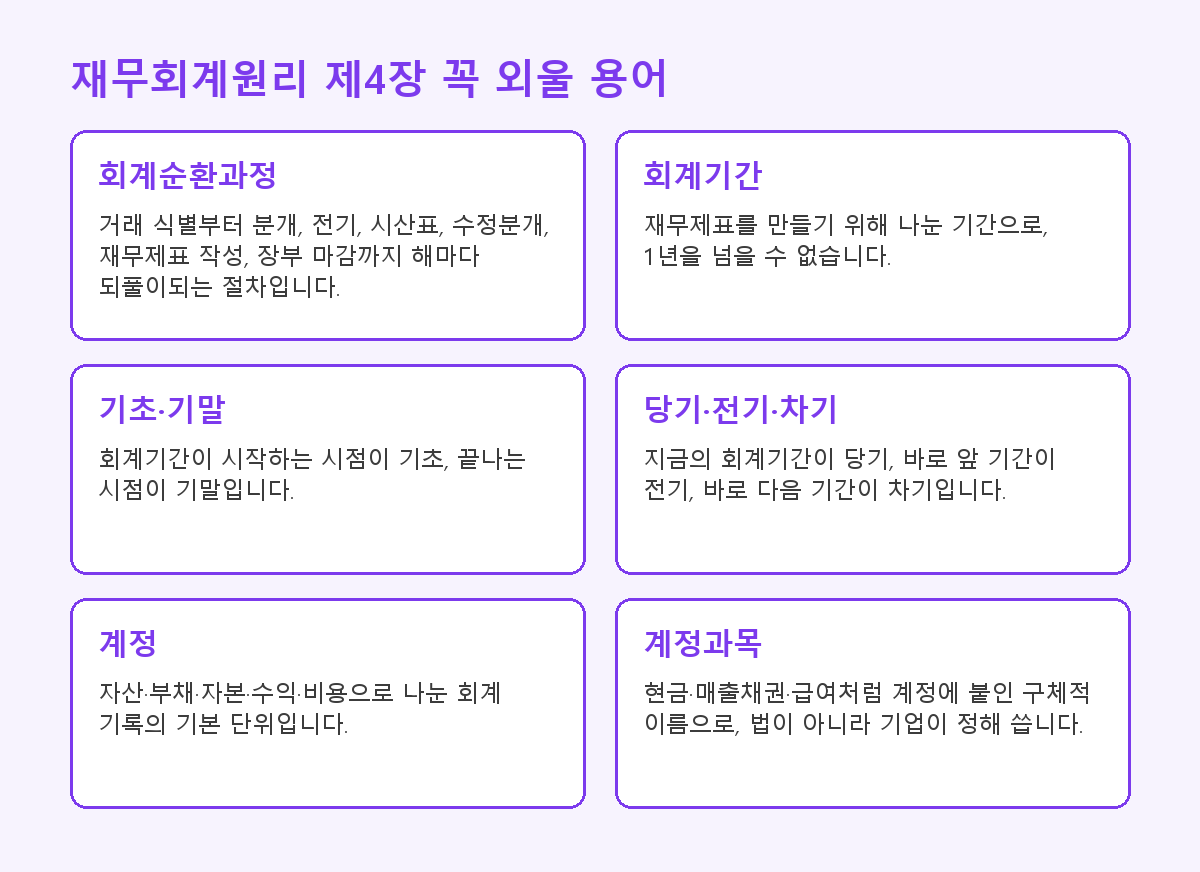 재무회계원리 제4장 꼭 외울 용어
회계순환과정
거래 식별부터 분개, 전기, 시산표, 수정분개,
재무제표 작성, 장부 마감까지 해마다
되풀이되는 절차입니다.
회계기간
재무제표를 만들기 위해 나눈 기간으로,
1년을 넘을 수 없습니다.
기초·기말
회계기간이 시작하는 시점이 기초, 끝나는
시점이 기말입니다.
당기·전기·차기
지금의 회계기간이 당기, 바로 앞 기간이
전기, 바로 다음 기간이 차기입니다.
계정
자산·부채·자본·수익·비용으로 나눈 회계
기록의 기본 단위입니다.
계정과목
현금·매출채권·급여처럼 계정에 붙인 구체적
이름으로, 법이 아니라 기업이 정해 씁니다.